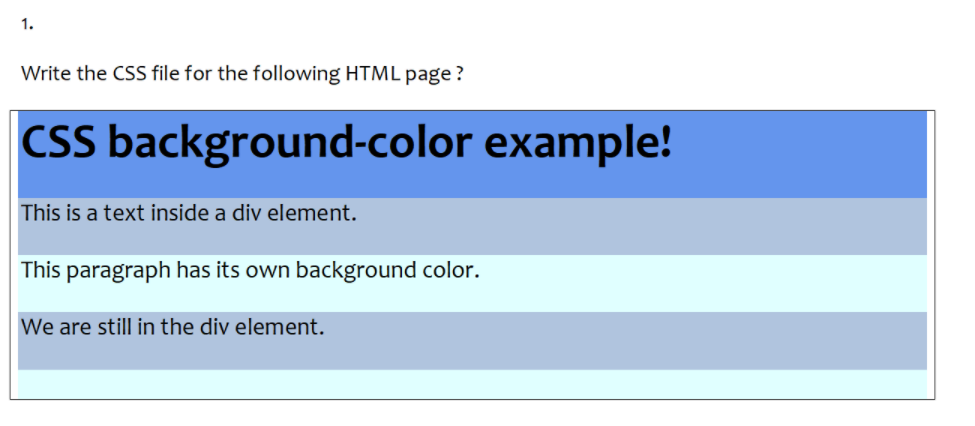 1.
Write the CSS file for the following HTML page ?
CSS background-color example!
This is a text inside a div element.
This paragraph has its own background color.
We are still in the div element.